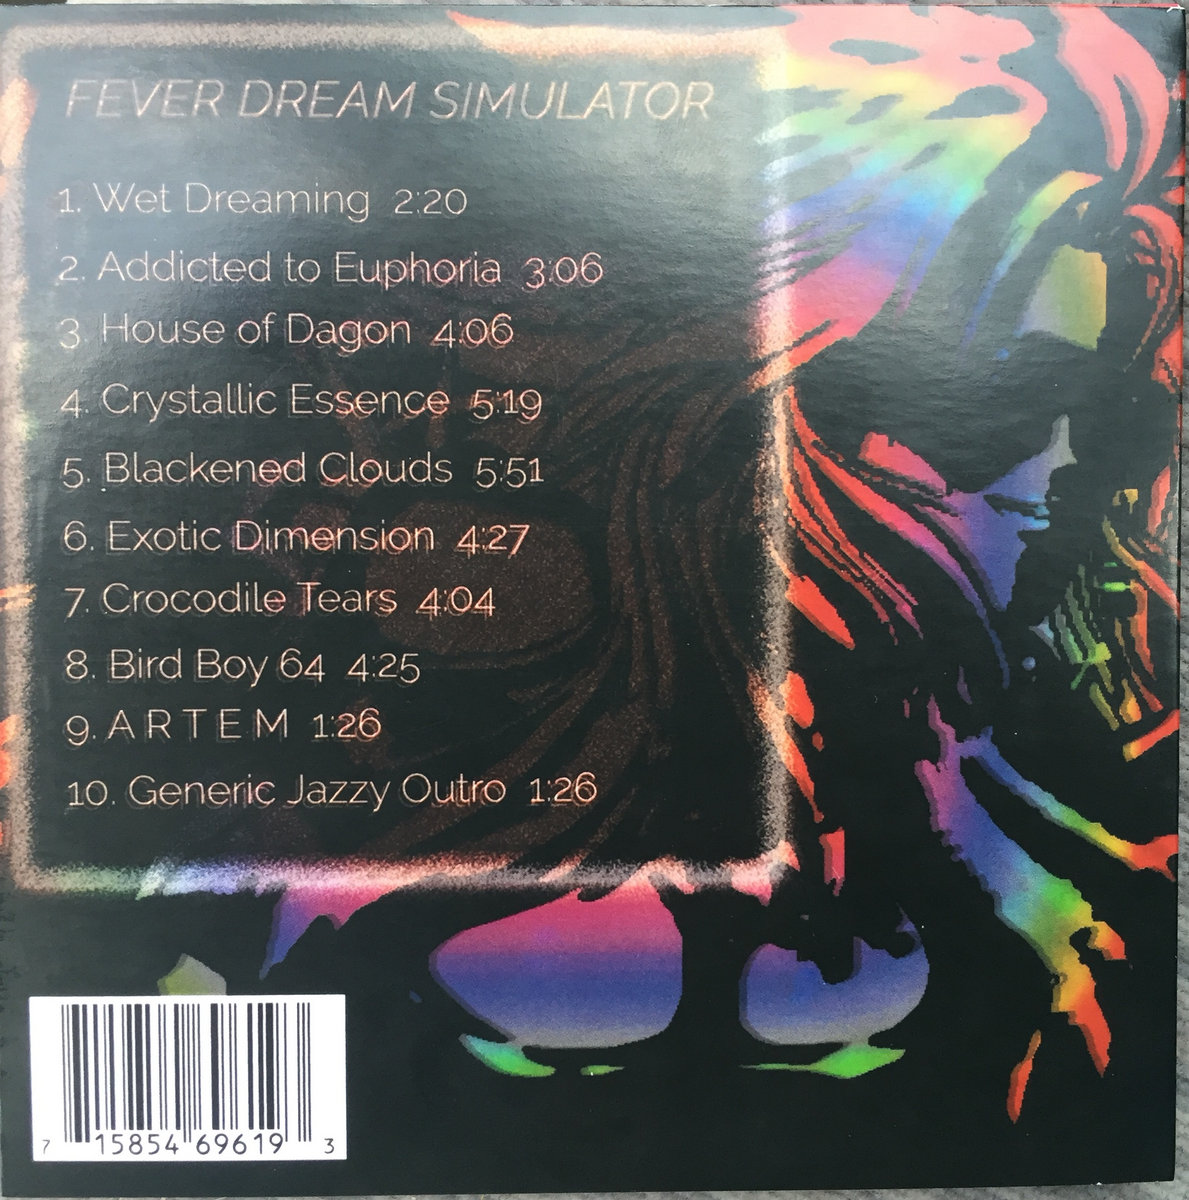 FEVER DREAM SIMULATOR
1. Wet Dreaming 2:20
2. Addicted to Euphoria 3:06
3. House of Dagon 4:06
4. Crystallic Essence 5:19
5. Blackened Clouds 5:51
6. Exotic Dimension 4:27
7. Crocodile Tears 4:04
8. Bird Boy 64 4:25
9. A R T E M 1:26
10. Generic Jazzy Outro 1:26
7 15854 69619 3